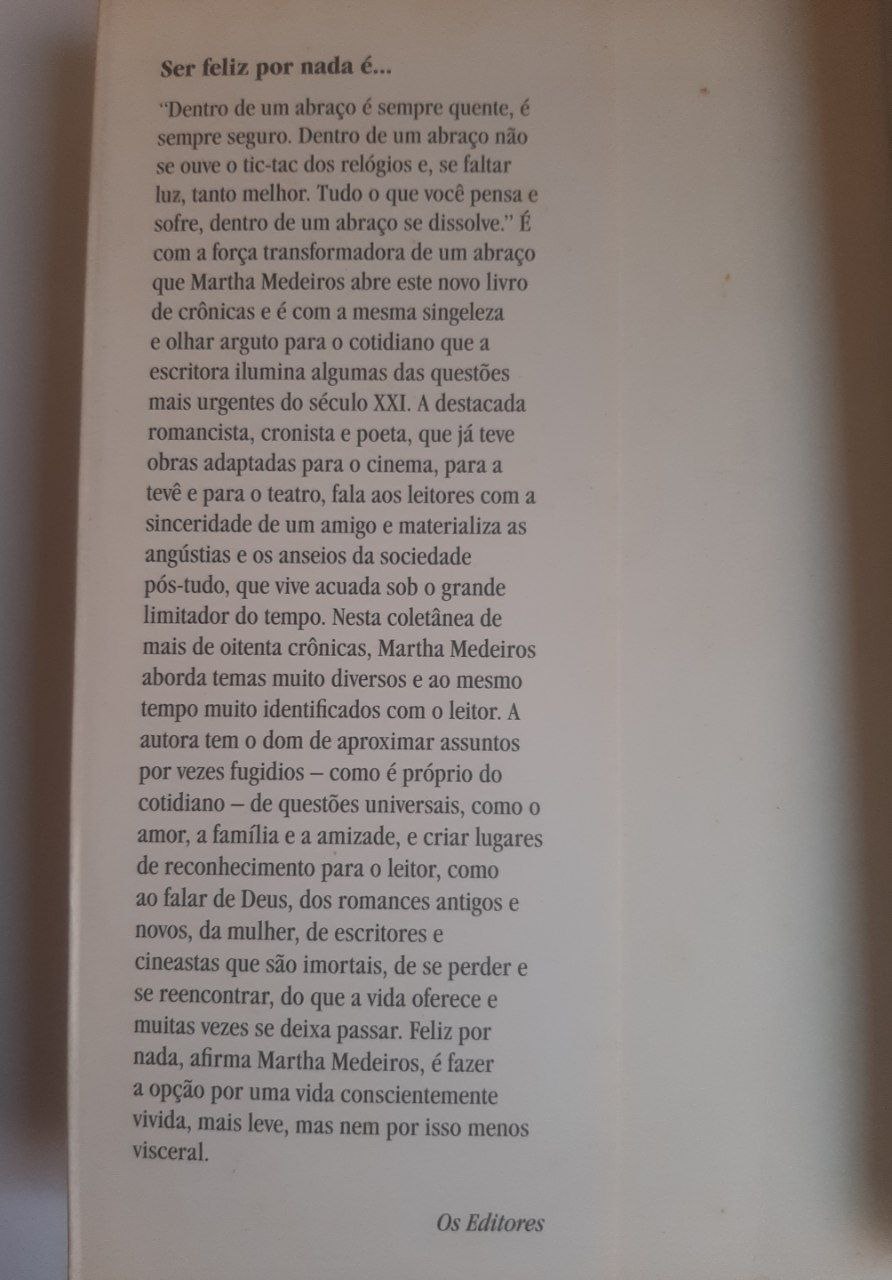 Ser feliz por nada é...
“Dentro de um abraço é sempre quente, é
sempre seguro. Dentro de um abraço não
se ouve o tic-tac dos relógios e, se faltar
luz, tanto melhor. Tudo o que você pensa e
sofre, dentro de um abraço se dissolve.” É
com a força transformadora de um abraço
que Martha Medeiros abre este novo livro
de crônicas e é com a mesma singeleza
e olhar arguto para o cotidiano que a
escritora ilumina algumas das questões
mais urgentes do século XXI. A destacada
romancista, cronista e poeta, que já teve
obras adaptadas para o cinema, para a
tevê e para o teatro, fala aos leitores com a
sinceridade de um amigo e materializa as
angústias e os anseios da sociedade
pós-tudo, que vive acuada sob o grande
limitador do tempo. Nesta coletânea de
mais de oitenta crônicas, Martha Medeiros
aborda temas muito diversos e ao mesmo
tempo muito identificados com o leitor. A
autora tem o dom de aproximar assuntos
por vezes fugidios – como é próprio do
cotidiano – de questões universais, como o
amor, a família e a amizade, e criar lugares
de reconhecimento para o leitor, como
ao falar de Deus, dos romances antigos e
novos, da mulher, de escritores e
cineastas que são imortais, de se perder e
se reencontrar, do que a vida oferece e
muitas vezes se deixa passar. Feliz por
nada, afirma Martha Medeiros, é fazer
a opção por uma vida conscientemente
vivida, mais leve, mas nem por isso menos
visceral.
Os Editores